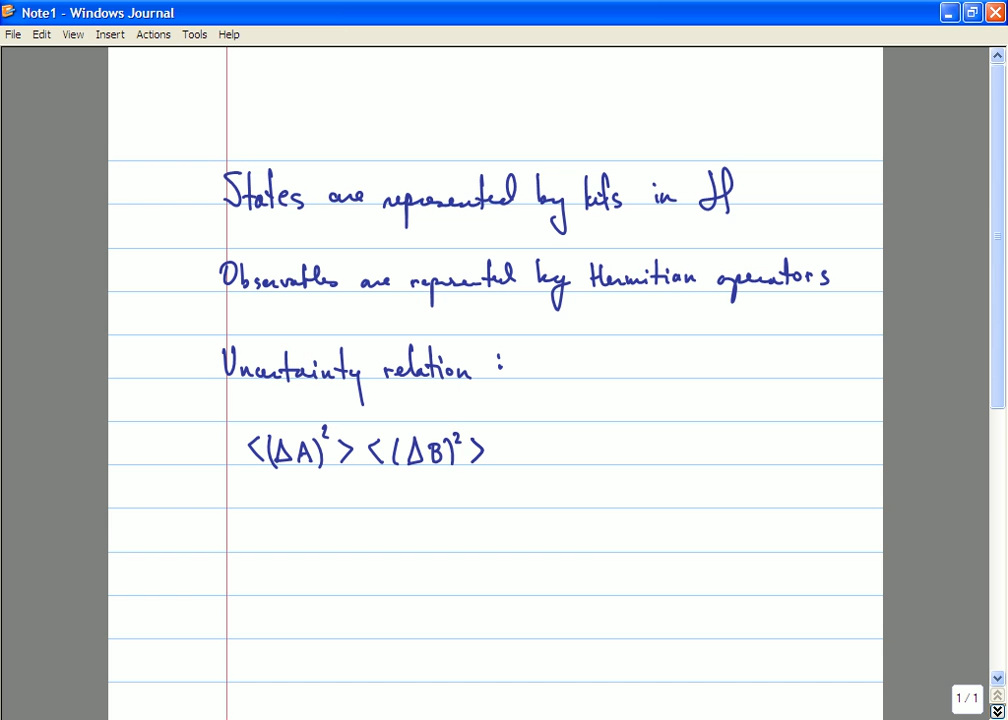 Note1 - Windows Journal
File Edit View Insert Actions Tools Help
States are represented by kets in H
Observables are represented by Hermitian operators
Uncertainty relation :
<(ΔA)²> <(ΔB)²>
1 / 1